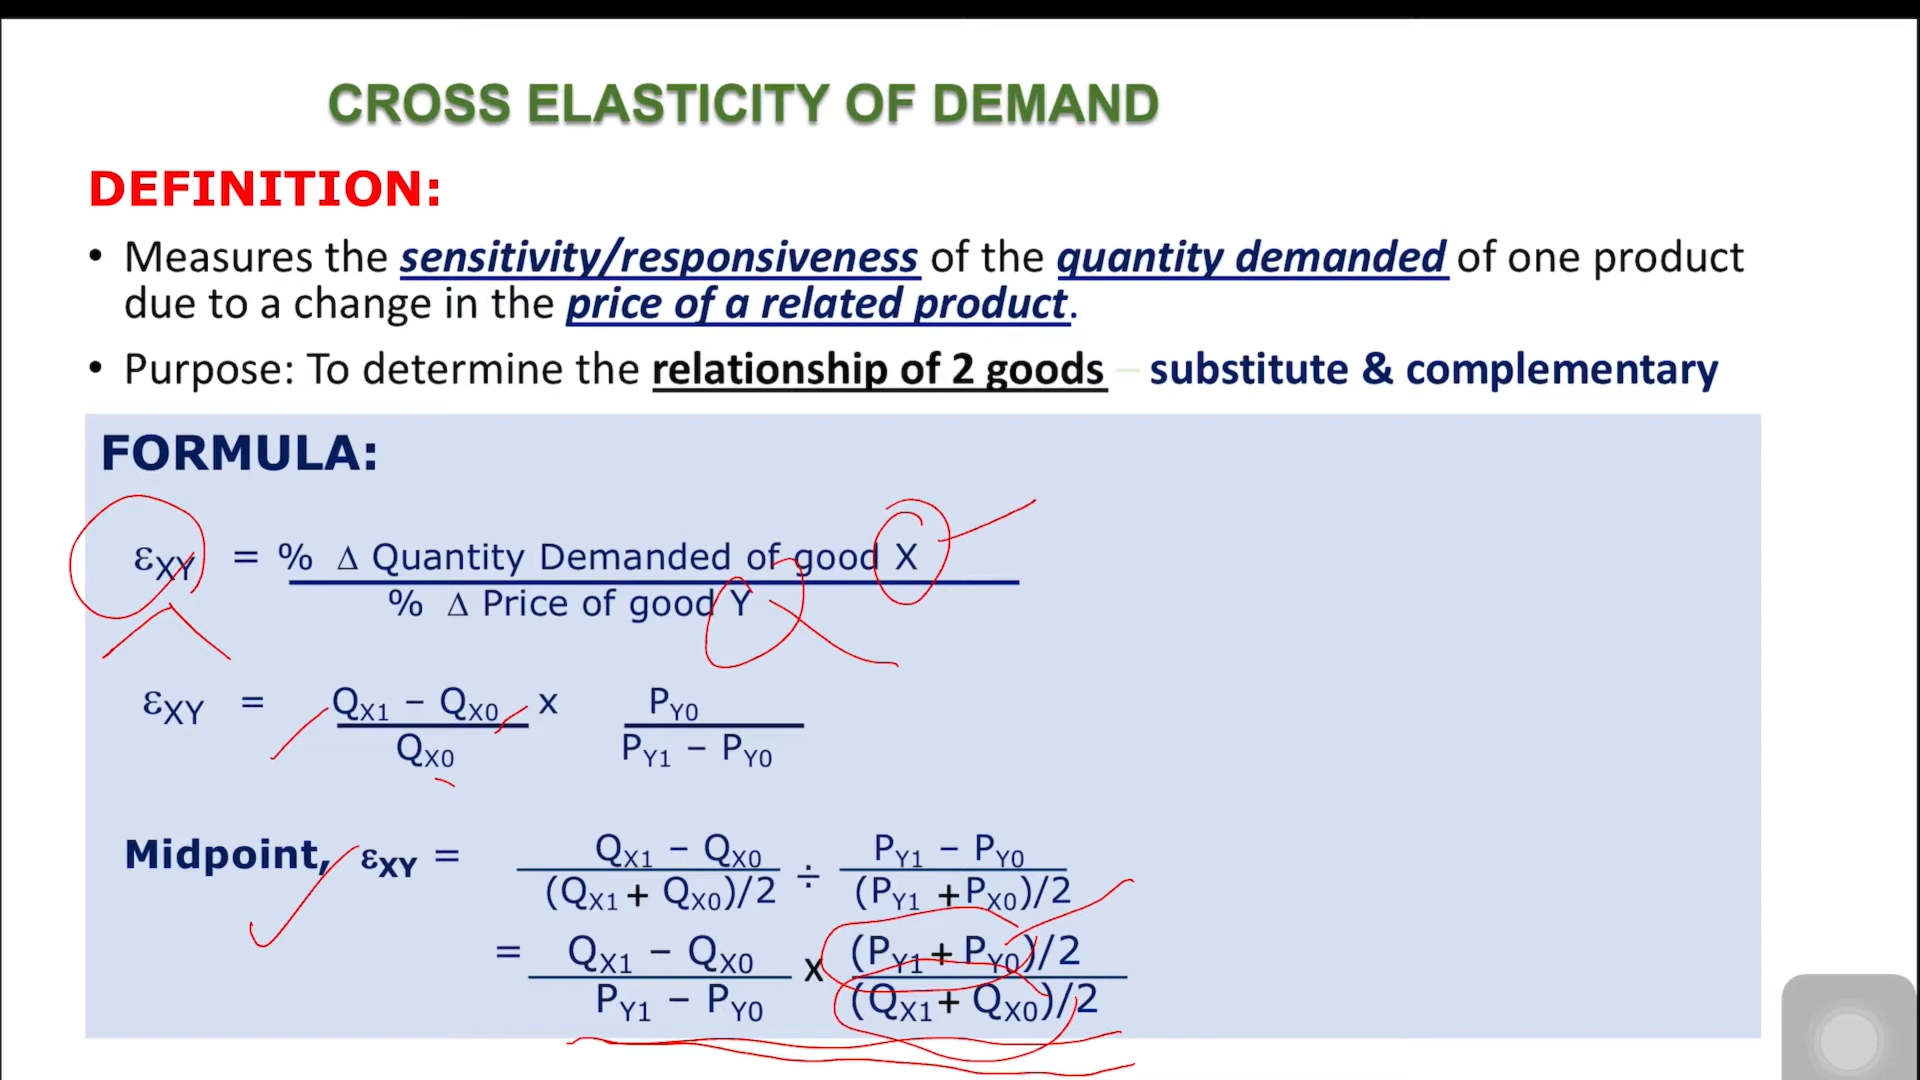 CROSS ELASTICITY OF DEMAND
DEFINITION:
• Measures the sensitivity/responsiveness of the quantity demanded of one product
due to a change in the price of a related product.
• Purpose: To determine the relationship of 2 goods – substitute & complementary
FORMULA:
εXY = % Δ Quantity Demanded of good X
% Δ Price of good Y
εXY = QX1 – QX0 x PY0
QX0 PY1 – PY0
Midpoint, εXY = QX1 – QX0 ÷ PY1 – PY0
(QX1 + QX0)/2 (PY1 +PX0)/2
= QX1 – QX0 x (PY1 + PY0)/2
PY1 – PY0 (QX1 + QX0)/2